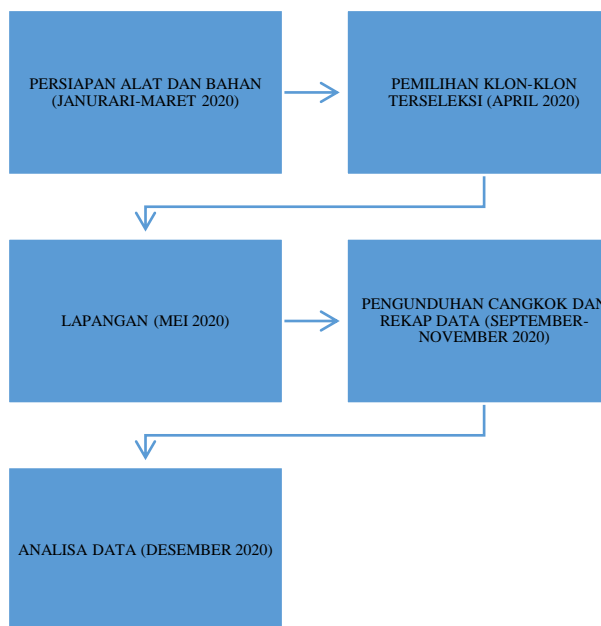 PERSIAPAN ALAT DAN BAHAN
(JANURARI-MARET 2020)
PEMILIHAN KLON-KLON
TERSELEKSI (APRIL 2020)
LAPANGAN (MEI 2020)
PENGUNDUHAN CANGKOK DAN
REKAP DATA (SEPTEMBER-
NOVEMBER 2020)
ANALISA DATA (DESEMBER 2020)